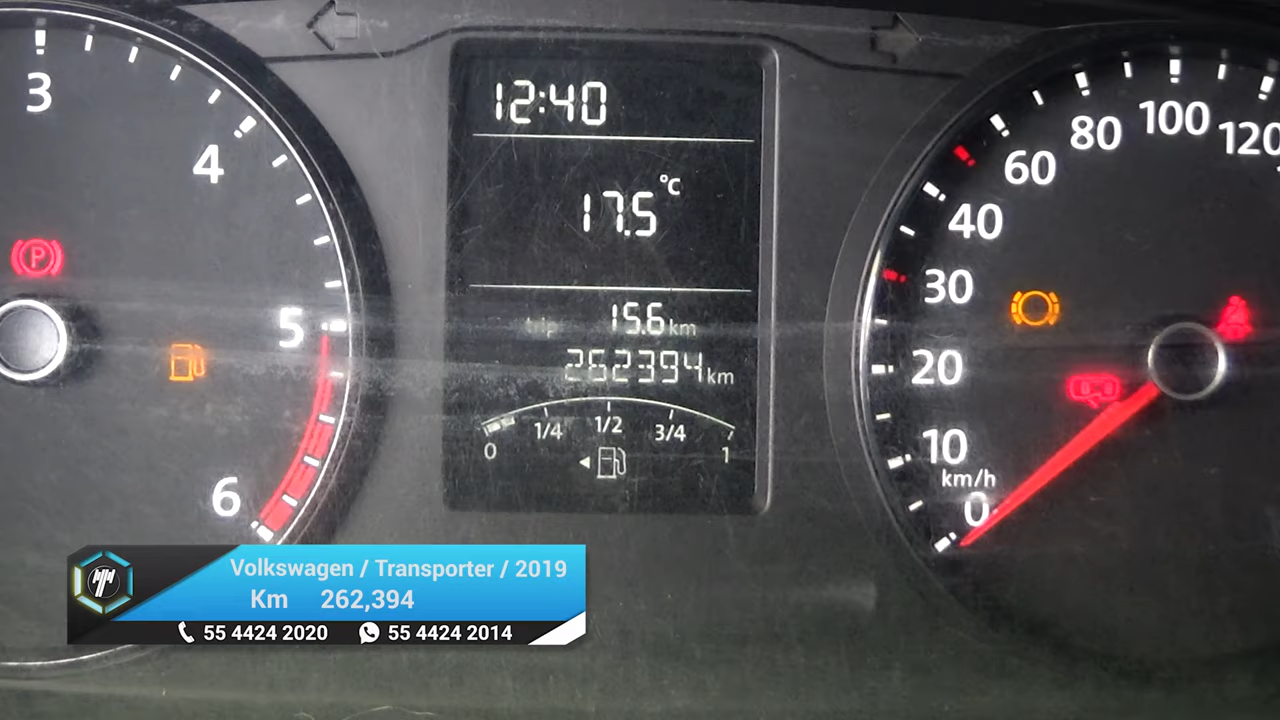 3
4
5
6
P
12:40
17.5 °C
trip 15.6 km
262394 km
0 1/4 1/2 3/4 1
0
10
20
30
40
60
80
100
120
km/h
Volkswagen / Transporter / 2019
Km 262,394
55 4424 2020 55 4424 2014